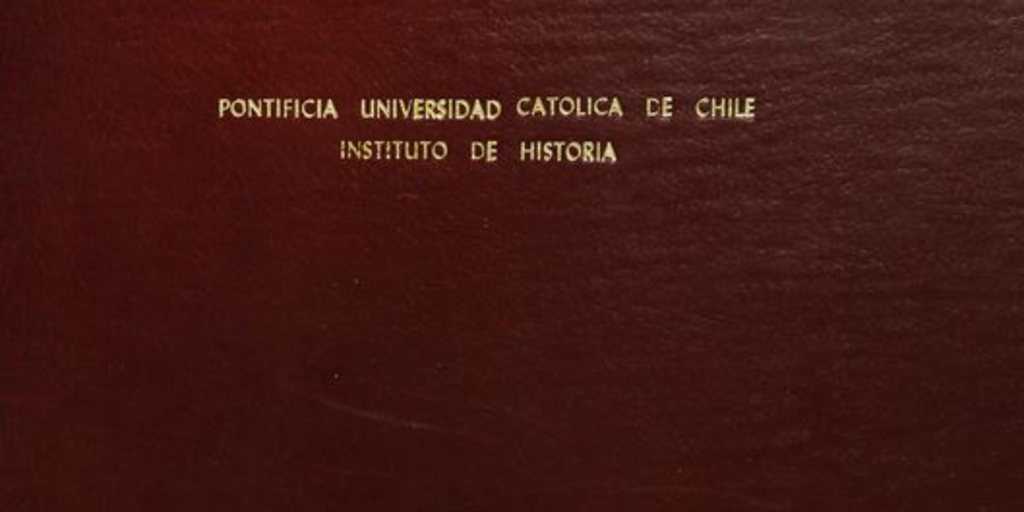 PONTIFICIA UNIVERSIDAD CATOLICA DE CHILE
INSTITUTO DE HISTORIA